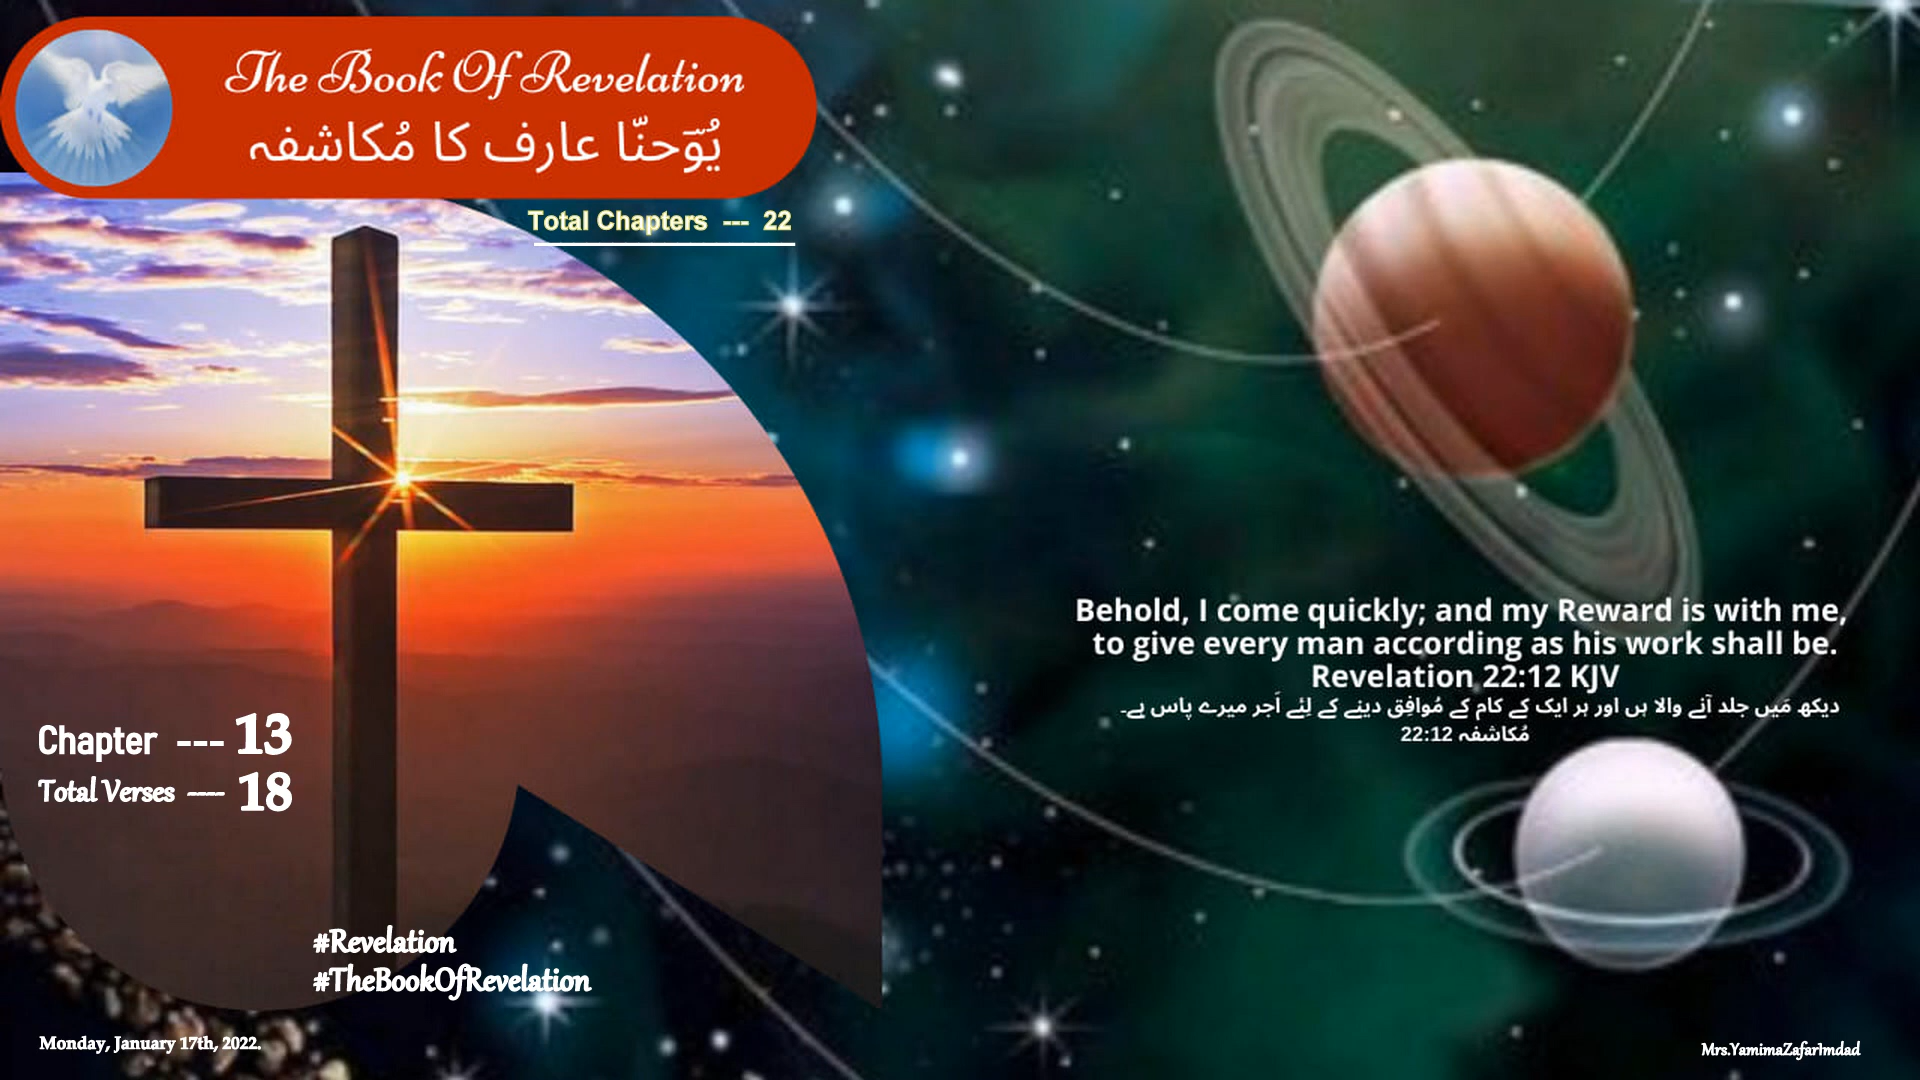 The Book Of Revelation
یُوَحنّا عارف کا مُکاشفہ
Total Chapters --- 22
Behold, I come quickly; and my Reward is with me,
to give every man according as his work shall be.
Revelation 22:12 KJV
دیکھ مَیں جلد آنے والا ہں اور ہر ایک کے کام کے مُوافِق دینے کے لِئے اَجر میرے پاس ہے۔
مُکاشفہ 22:12
Chapter --- 13
Total Verses ---- 18
#Revelation
#TheBookOfRevelation
Monday, January 17th, 2022.
Mrs.YamimaZafarImdad